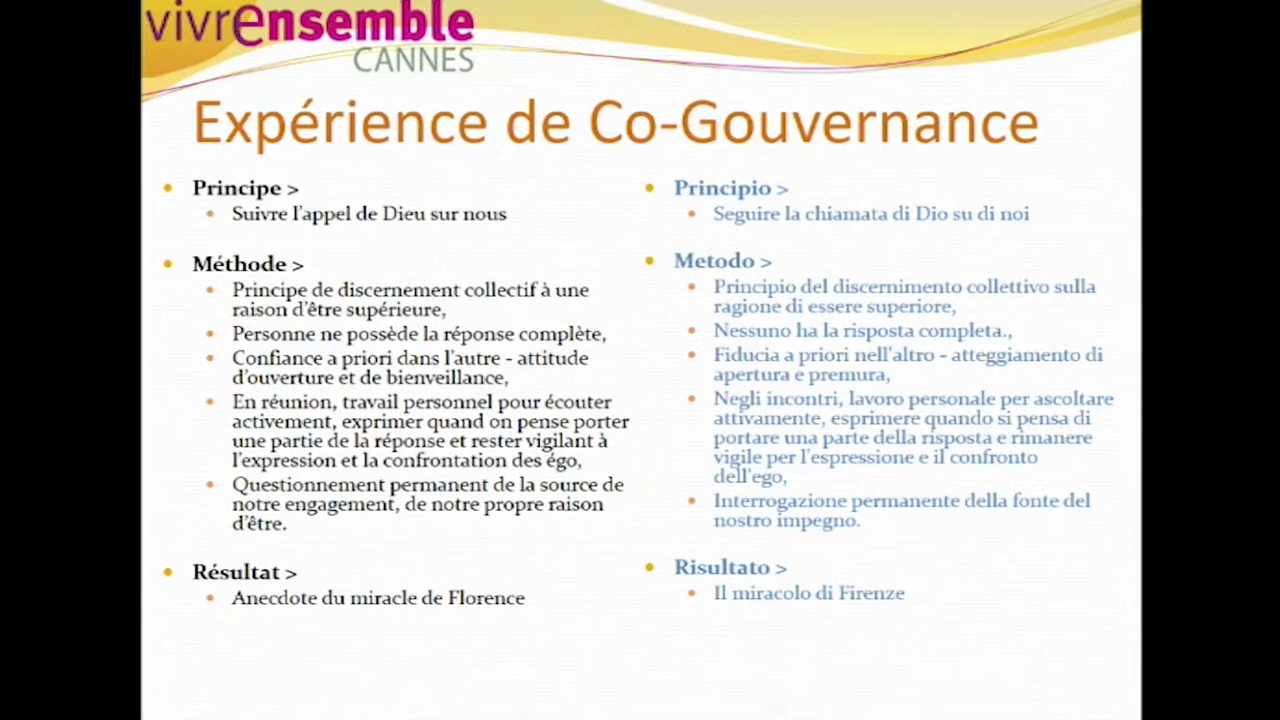 vivrEnsemble
CANNES
Expérience de Co-Gouvernance
Principe >
Suivre l'appel de Dieu sur nous
Méthode >
Principe de discernement collectif à une
raison d'être supérieure,
Personne ne possède la réponse complète,
Confiance a priori dans l'autre - attitude
d'ouverture et de bienveillance,
En réunion, travail personnel pour écouter
activement, exprimer quand on pense porter
une partie de la réponse et rester vigilant à
l'expression et la confrontation des égo,
Questionnement permanent de la source de
notre engagement, de notre propre raison
d'être.
Résultat >
Anecdote du miracle de Florence
Principio >
Seguire la chiamata di Dio su di noi
Metodo >
Principio del discernimento collettivo sulla
ragione di essere superiore,
Nessuno ha la risposta completa.,
Fiducia a priori nell'altro - atteggiamento di
apertura e premura,
Negli incontri, lavoro personale per ascoltare
attivamente, esprimere quando si pensa di
portare una parte della risposta e rimanere
vigile per l'espressione e il confronto
dell'ego,
Interrogazione permanente della fonte del
nostro impegno.
Risultato >
Il miracolo di Firenze